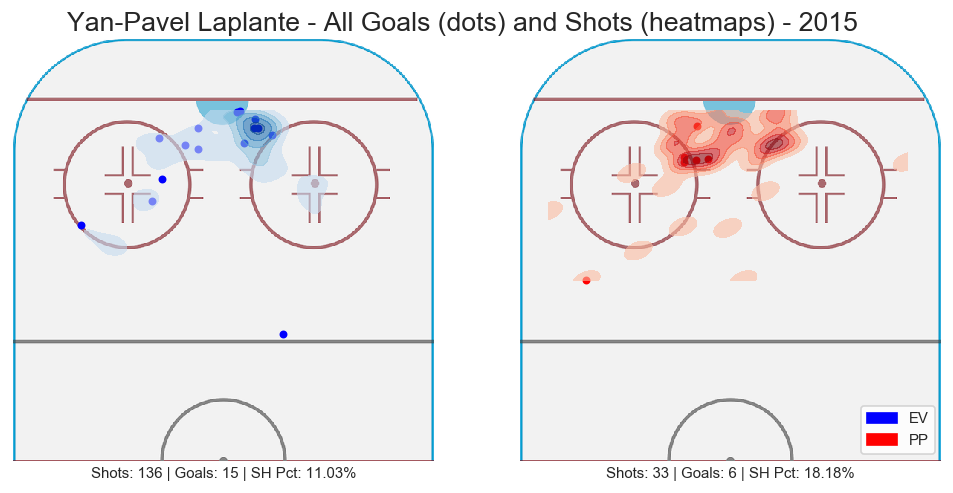 Yan-Pavel Laplante - All Goals (dots) and Shots (heatmaps) - 2015
EV
PP
Shots: 136 | Goals: 15 | SH Pct: 11.03%
Shots: 33 | Goals: 6 | SH Pct: 18.18%